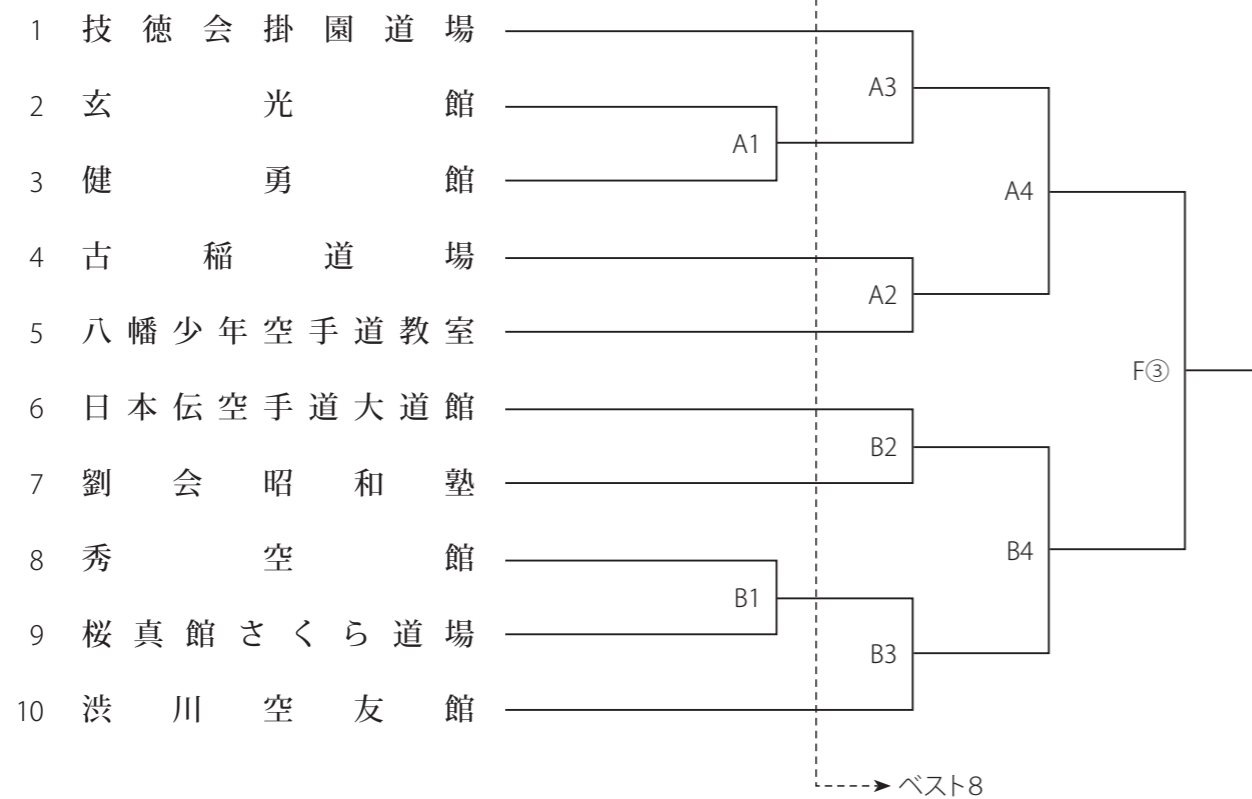 1 技徳会掛園道場
2 玄光館
3 健勇館
4 古稲道場
5 八幡少年空手道教室
6 日本伝空手道大道館
7 劉会昭和塾
8 秀空館
9 桜真館さくら道場
10 渋川空友館
A1
B1
A3
A2
B2
B3
A4
B4
F③
ベスト8